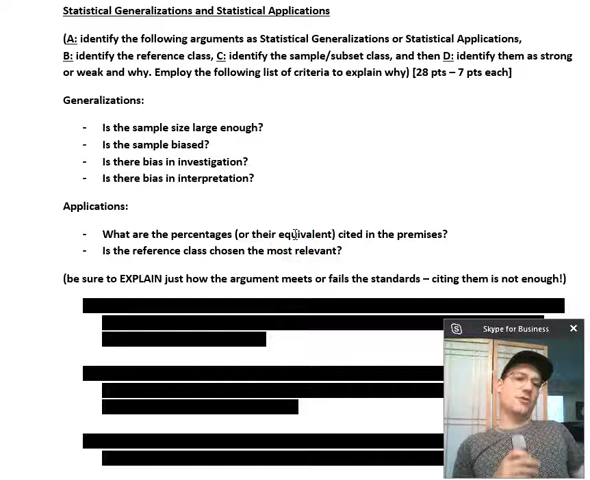 Statistical Generalizations and Statistical Applications
(A: identify the following arguments as Statistical Generalizations or Statistical Applications,
B: identify the reference class, C: identify the sample/subset class, and then D: identify them as strong
or weak and why. Employ the following list of criteria to explain why) [28 pts – 7 pts each]
Generalizations:
- Is the sample size large enough?
- Is the sample biased?
- Is there bias in investigation?
- Is there bias in interpretation?
Applications:
- What are the percentages (or their equivalent) cited in the premises?
- Is the reference class chosen the most relevant?
(be sure to EXPLAIN just how the argument meets or fails the standards – citing them is not enough!)
Skype for Business